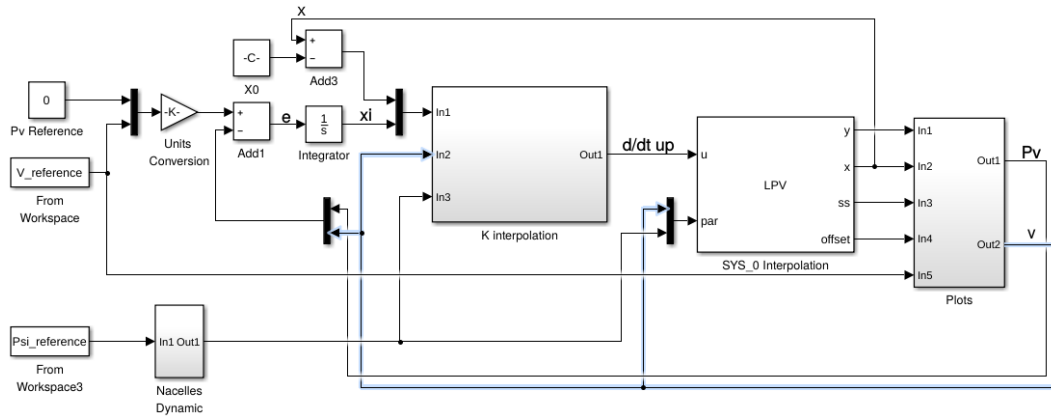 x
+
−
-C-
Add3
X0
0
Pv Reference
-K-
Units
Conversion
+
−
Add1
e
1
s
Integrator
xi
In1
In2
In3
Out1
K interpolation
d/dt up
u
par
LPV
y
x
ss
offset
SYS_0 Interpolation
In1
In2
In3
In4
In5
Out1
Out2
Plots
Pv
v
V_reference
From
Workspace
Psi_reference
From
Workspace3
In1 Out1
Nacelles
Dynamic